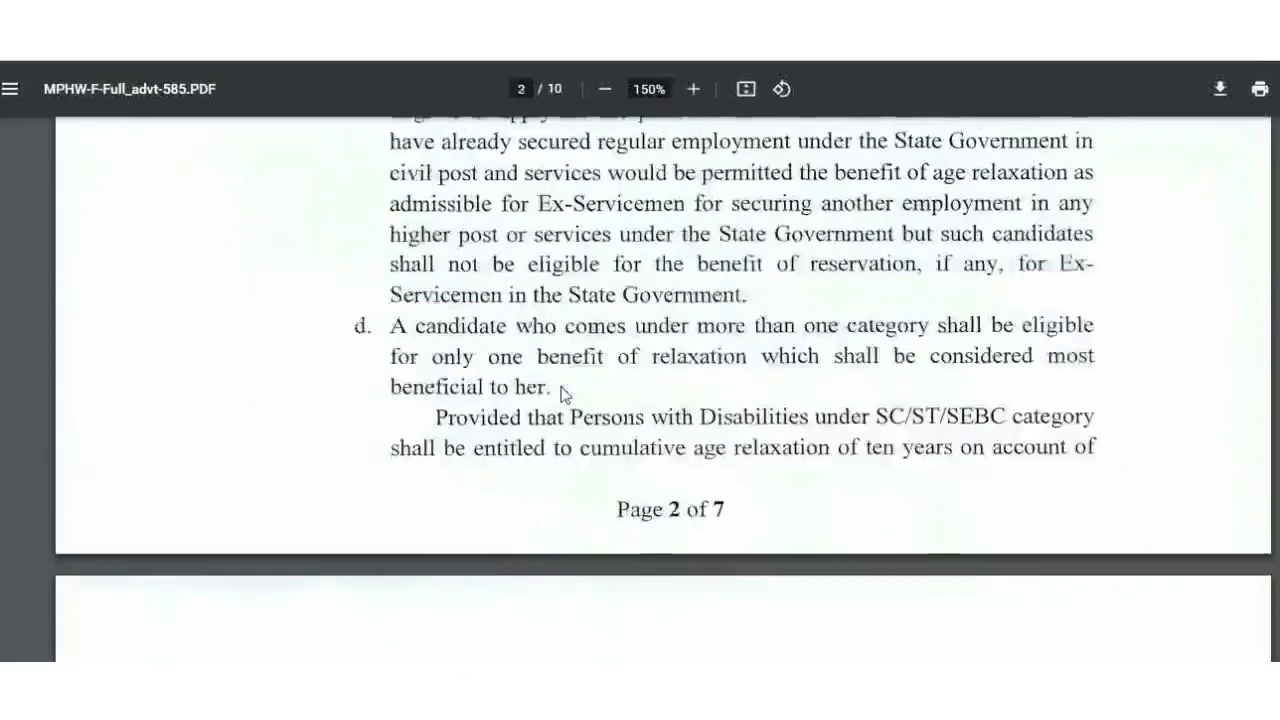 MPHW-F-Full_advt-585.PDF
2 / 10
150%
have already secured regular employment under the State Government in
civil post and services would be permitted the benefit of age relaxation as
admissible for Ex-Servicemen for securing another employment in any
higher post or services under the State Government but such candidates
shall not be eligible for the benefit of reservation, if any, for Ex-
Servicemen in the State Government.
d. A candidate who comes under more than one category shall be eligible
for only one benefit of relaxation which shall be considered most
beneficial to her.
Provided that Persons with Disabilities under SC/ST/SEBC category
shall be entitled to cumulative age relaxation of ten years on account of
Page 2 of 7